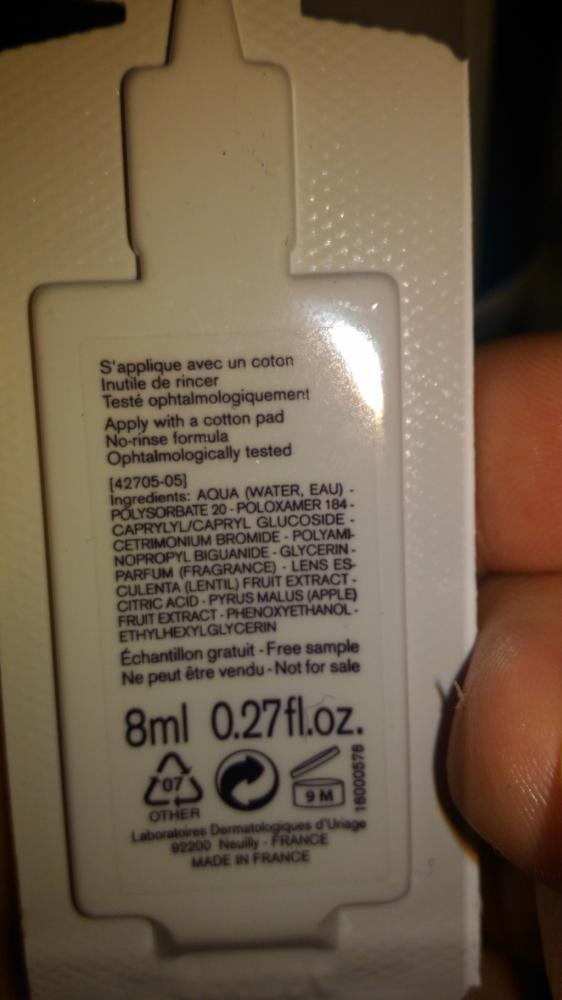 S'applique avec un coton
Inutile de rincer
Testé ophtalmologiquement
Apply with a cotton pad
No-rinse formula
Ophtalmologically tested
[42705-05]
Ingredients: AQUA (WATER, EAU) -
POLYSORBATE 20 - POLOXAMER 184 -
CAPRYLYL/CAPRYL GLUCOSIDE -
CETRIMONIUM BROMIDE - POLYAMI-
NOPROPYL BIGUANIDE - GLYCERIN -
PARFUM (FRAGRANCE) - LENS ES-
CULENTA (LENTIL) FRUIT EXTRACT -
CITRIC ACID - PYRUS MALUS (APPLE)
FRUIT EXTRACT - PHENOXYETHANOL -
ETHYLHEXYLGLYCERIN
Échantillon gratuit - Free sample
Ne peut être vendu - Not for sale
8ml 0.27fl.oz.
07
OTHER
9 M
16000578
Laboratoires Dermatologiques d'Uriage
92200 Neuilly - FRANCE
MADE IN FRANCE